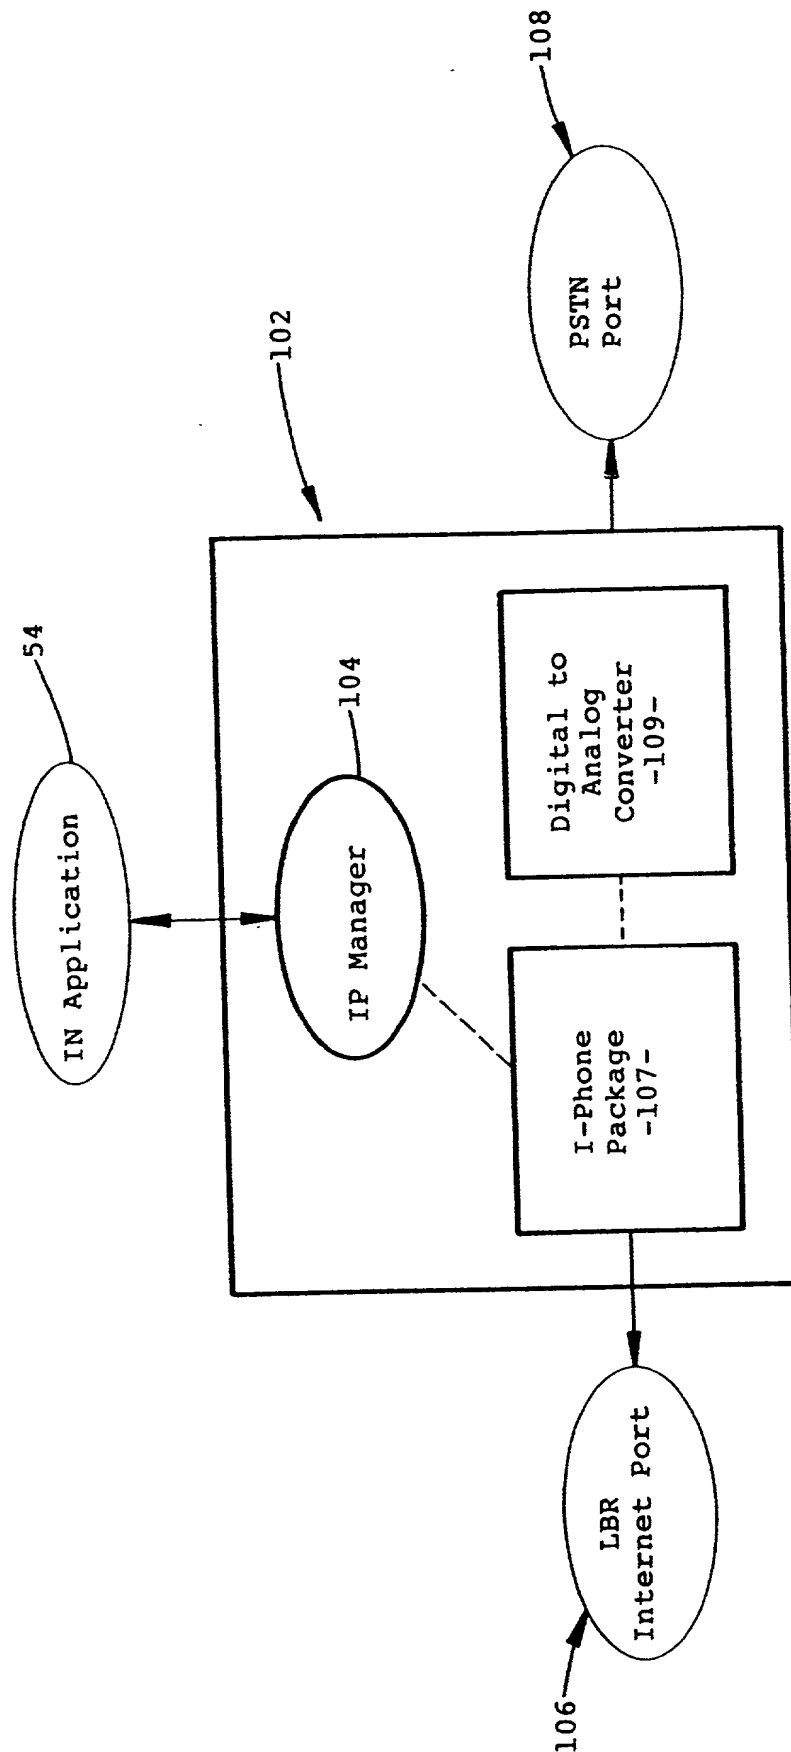 54
IN Application
102
104
IP Manager
108
PSTN
Port
Digital to
Analog
Converter
-109-
I-Phone
Package
-107-
LBR
Internet Port
106